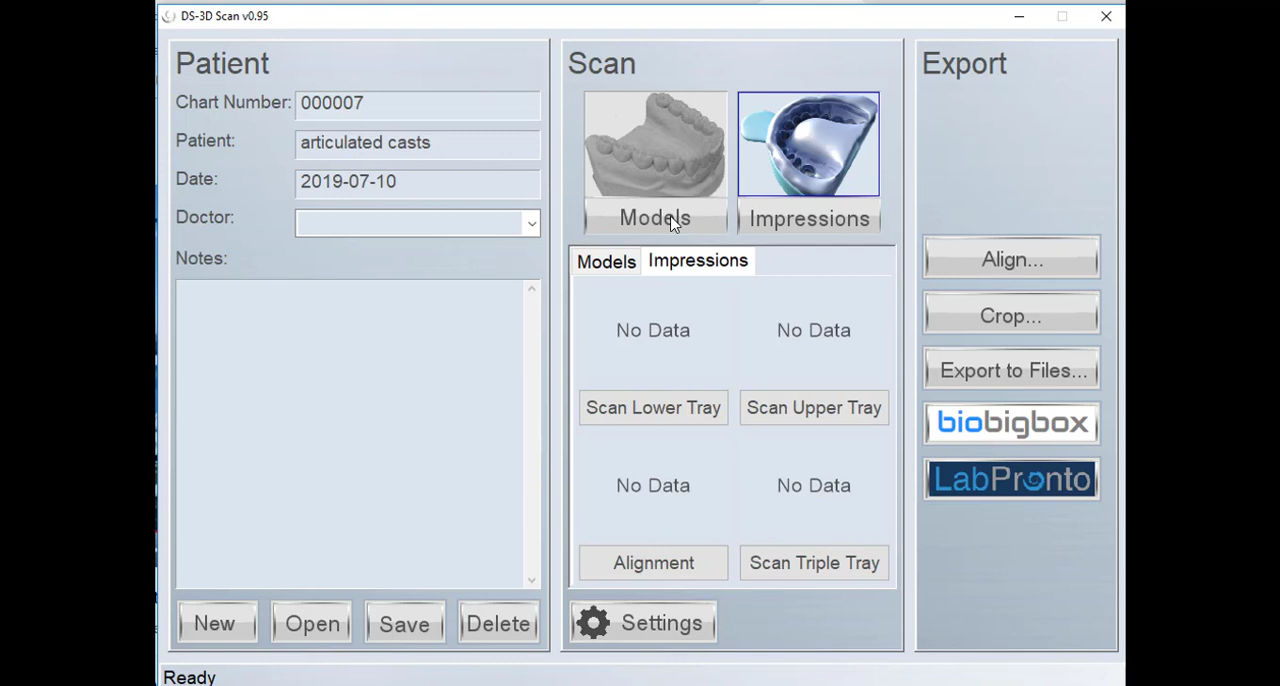 DS-3D Scan v0.95
Patient
Chart Number: 000007
Patient: articulated casts
Date: 2019-07-10
Doctor:
Notes:
New Open Save Delete
Scan
Models Impressions
Models Impressions
No Data No Data
Scan Lower Tray Scan Upper Tray
No Data No Data
Alignment Scan Triple Tray
Settings
Export
Align...
Crop...
Export to Files...
biobigbox
LabPronto
Ready